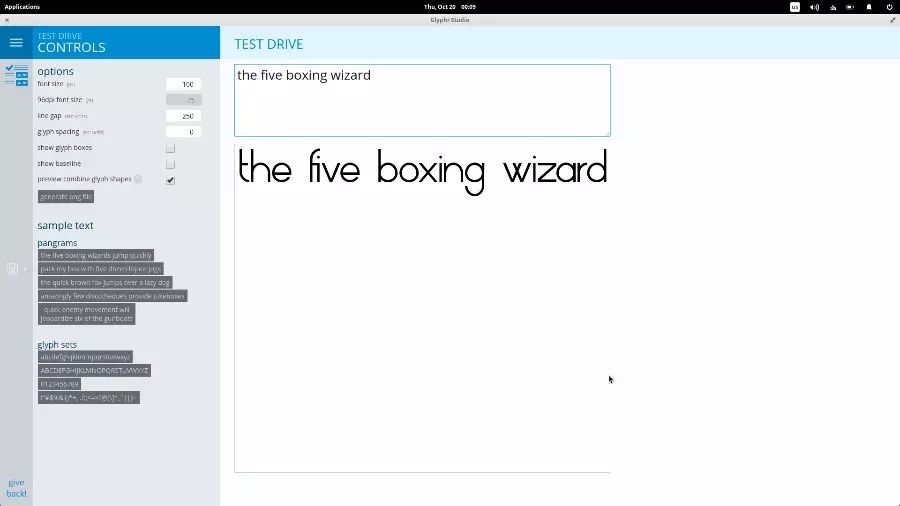 Applications
Thu, Oct 20 00:09
us
Glyphr Studio
TEST DRIVE
CONTROLS
TEST DRIVE
options
font size (px)
100
96dpi font size (pt)
75
line gap (em units)
250
glyph spacing (em units)
0
show glyph boxes
show baseline
preview combine glyph shapes
generate png file
sample text
pangrams
the five boxing wizards jump quickly
pack my box with five dozen liquor jugs
the quick brown fox jumps over a lazy dog
amazingly few discotheques provide jukeboxes
quick enemy movement will
jeopardize six of the gunboats
glyph sets
abcdefghijklmnopqrstuvwxyz
ABCDEFGHIJKLMNOPQRSTUVWXYZ
0123456789
give
back!
the five boxing wizard
the five boxing wizard